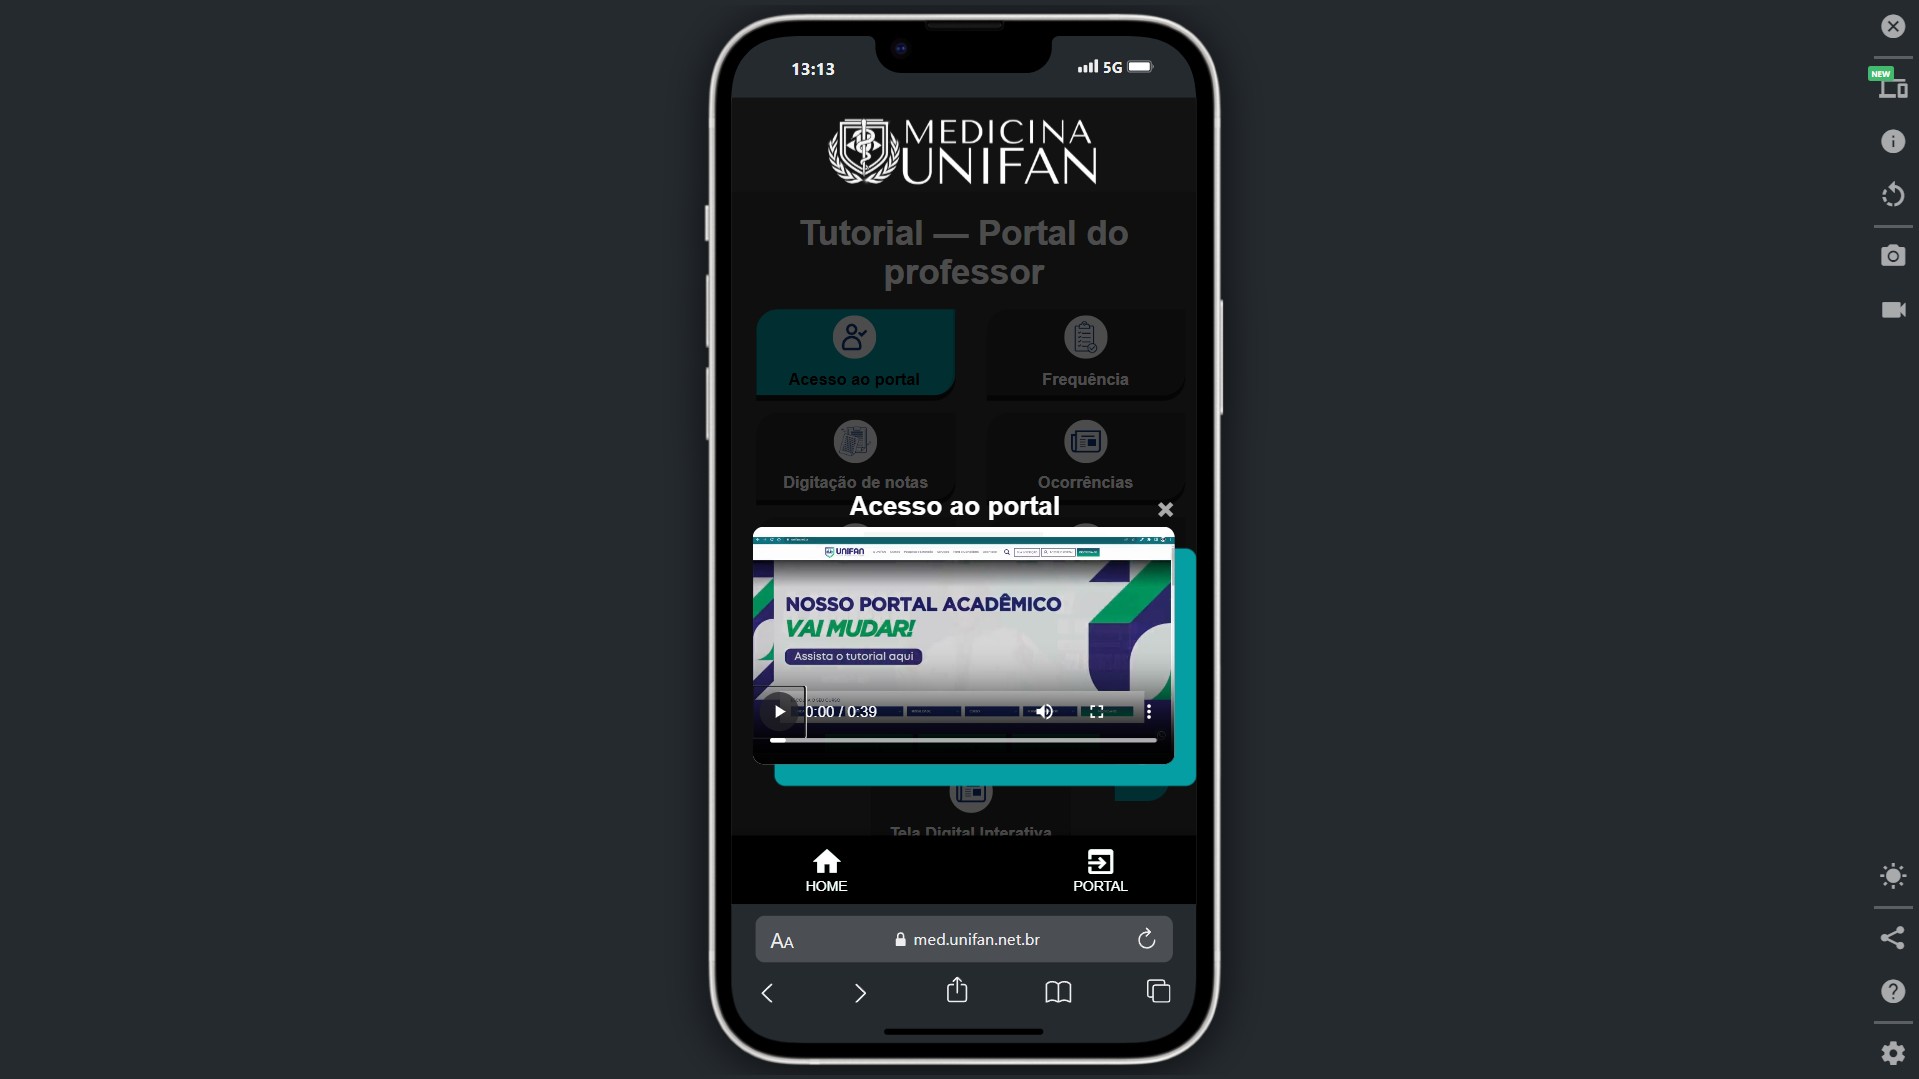 13:13
5G
NEW
MEDICINA
UNIFAN
Tutorial — Portal do
professor
Acesso ao portal
Frequência
Digitação de notas
Ocorrências
Acesso ao portal
UNIFAN
NOSSO PORTAL ACADÊMICO
VAI MUDAR!
Assista o tutorial aqui
0:00 / 0:39
Tela Digital Interativa
HOME
PORTAL
AA
med.unifan.net.br